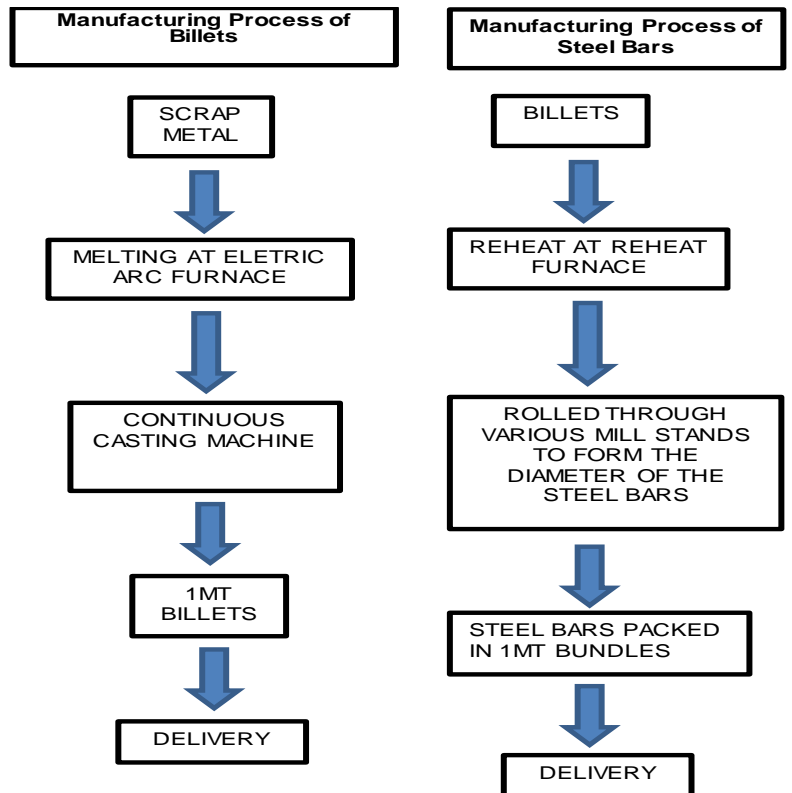 Manufacturing Process of
Billets
SCRAP
METAL
MELTING AT ELETRIC
ARC FURNACE
CONTINUOUS
CASTING MACHINE
1MT
BILLETS
DELIVERY
Manufacturing Process of
Steel Bars
BILLETS
REHEAT AT REHEAT
FURNACE
ROLLED THROUGH
VARIOUS MILL STANDS
TO FORM THE
DIAMETER OF THE
STEEL BARS
STEEL BARS PACKED
IN 1MT BUNDLES
DELIVERY